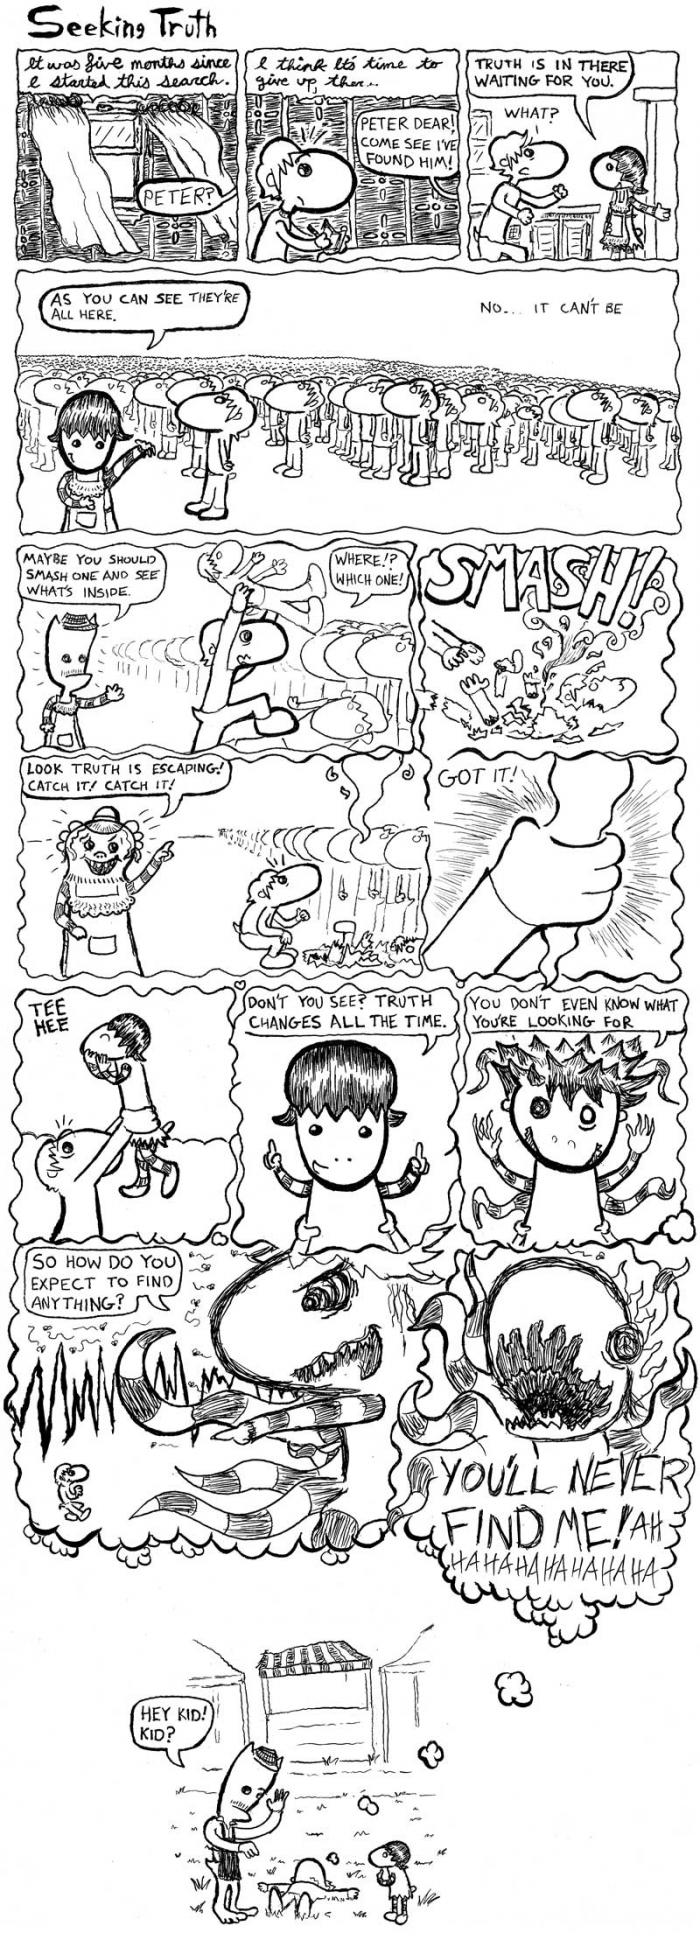 Seeking Truth
It was five months since
I started this search.
PETER?
I think It's time to
give up, then..
PETER DEAR!
COME SEE I'VE
FOUND HIM!
TRUTH IS IN THERE
WAITING FOR YOU.
WHAT?
AS YOU CAN SEE THEY'RE
ALL HERE.
NO... IT CAN'T BE
MAYBE YOU SHOULD
SMASH ONE AND SEE
WHAT'S INSIDE.
WHERE!?
WHICH ONE!
SMASH!!
LOOK TRUTH IS ESCAPING!
CATCH IT! CATCH IT!
GOT IT!
TEE
HEE
DON'T YOU SEE? TRUTH
CHANGES ALL THE TIME.
YOU DON'T EVEN KNOW WHAT
YOU'RE LOOKING FOR
SO HOW DO YOU
EXPECT TO FIND
ANYTHING?
YOU'LL NEVER
FIND ME! AH
HAHAHAHAHAHAHA
HEY KID!
KID?